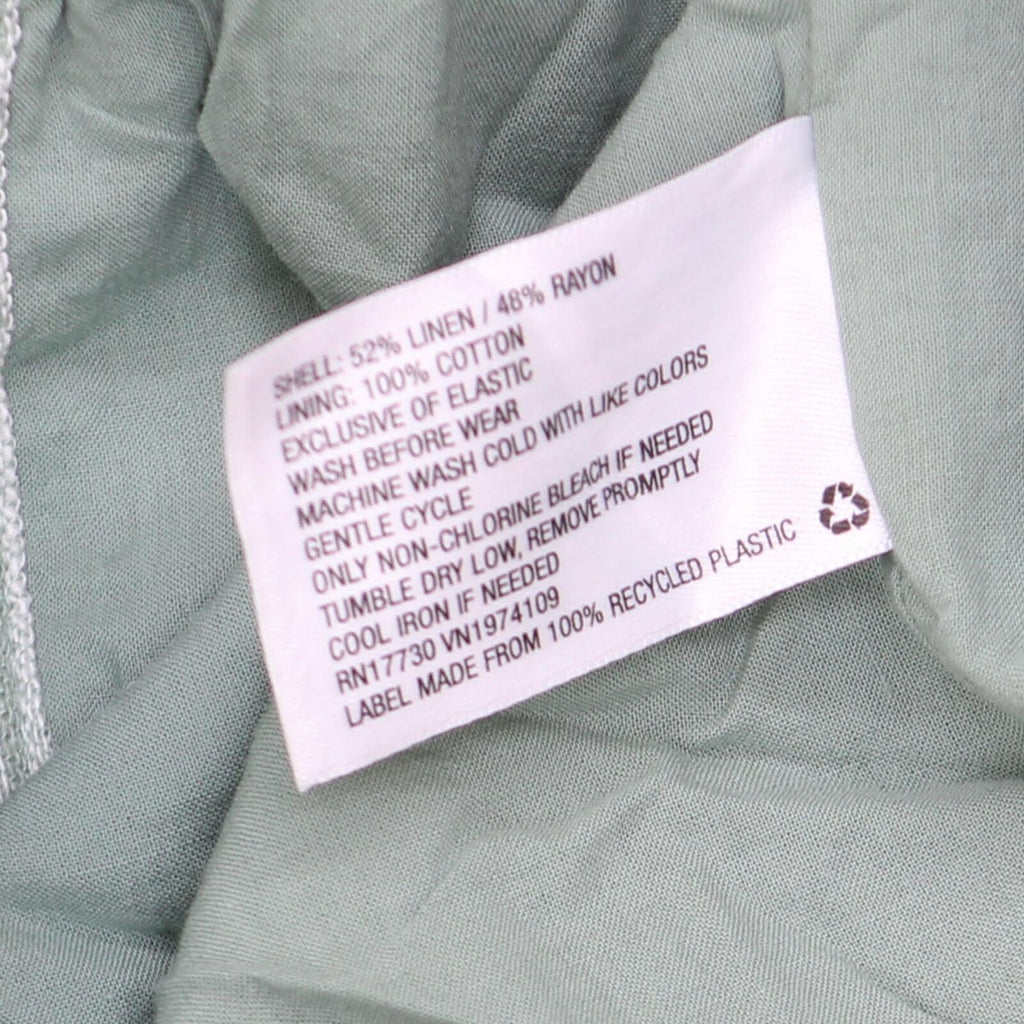 SHELL: 52% LINEN / 48% RAYON
LINING: 100% COTTON
EXCLUSIVE OF ELASTIC
WASH BEFORE WEAR
MACHINE WASH COLD WITH LIKE COLORS
GENTLE CYCLE
ONLY NON-CHLORINE BLEACH IF NEEDED
TUMBLE DRY LOW, REMOVE PROMPTLY
COOL IRON IF NEEDED
RN17730 VN1974109
LABEL MADE FROM 100% RECYCLED PLASTIC